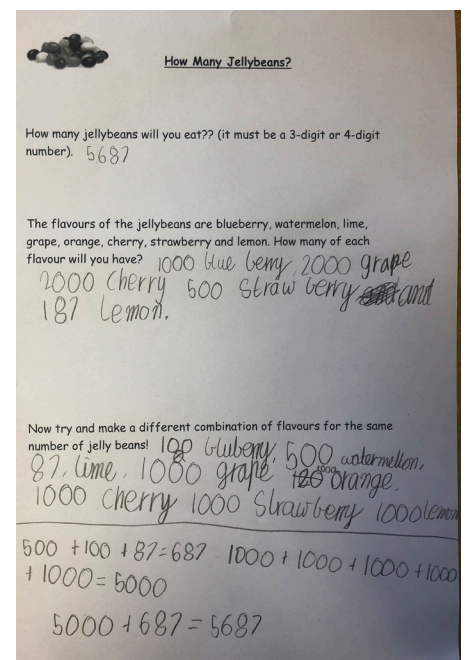 How Many Jellybeans?
How many jellybeans will you eat?? (it must be a 3-digit or 4-digit
number). 5687
The flavours of the jellybeans are blueberry, watermelon, lime,
grape, orange, cherry, strawberry and lemon. How many of each
flavour will you have? 1000 blue berry, 2000 grape
2000 cherry 500 straw berry and
187 lemon.
Now try and make a different combination of flavours for the same
number of jelly beans! 100 bluberry, 500 watermellon,
87, lime, 1000 grape 1000 orange.
1000 cherry 1000 Strawberry 1000 lemon
500 + 100 + 87 = 687 1000 + 1000 + 1000 + 1000
+ 1000 = 5000
5000 + 687 = 5687